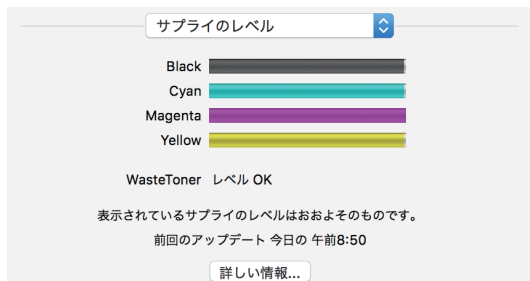 サプライのレベル
Black
Cyan
Magenta
Yellow
WasteToner レベル OK
表示されているサプライのレベルはおおよそのものです。
前回のアップデート 今日の 午前8:50
詳しい情報...